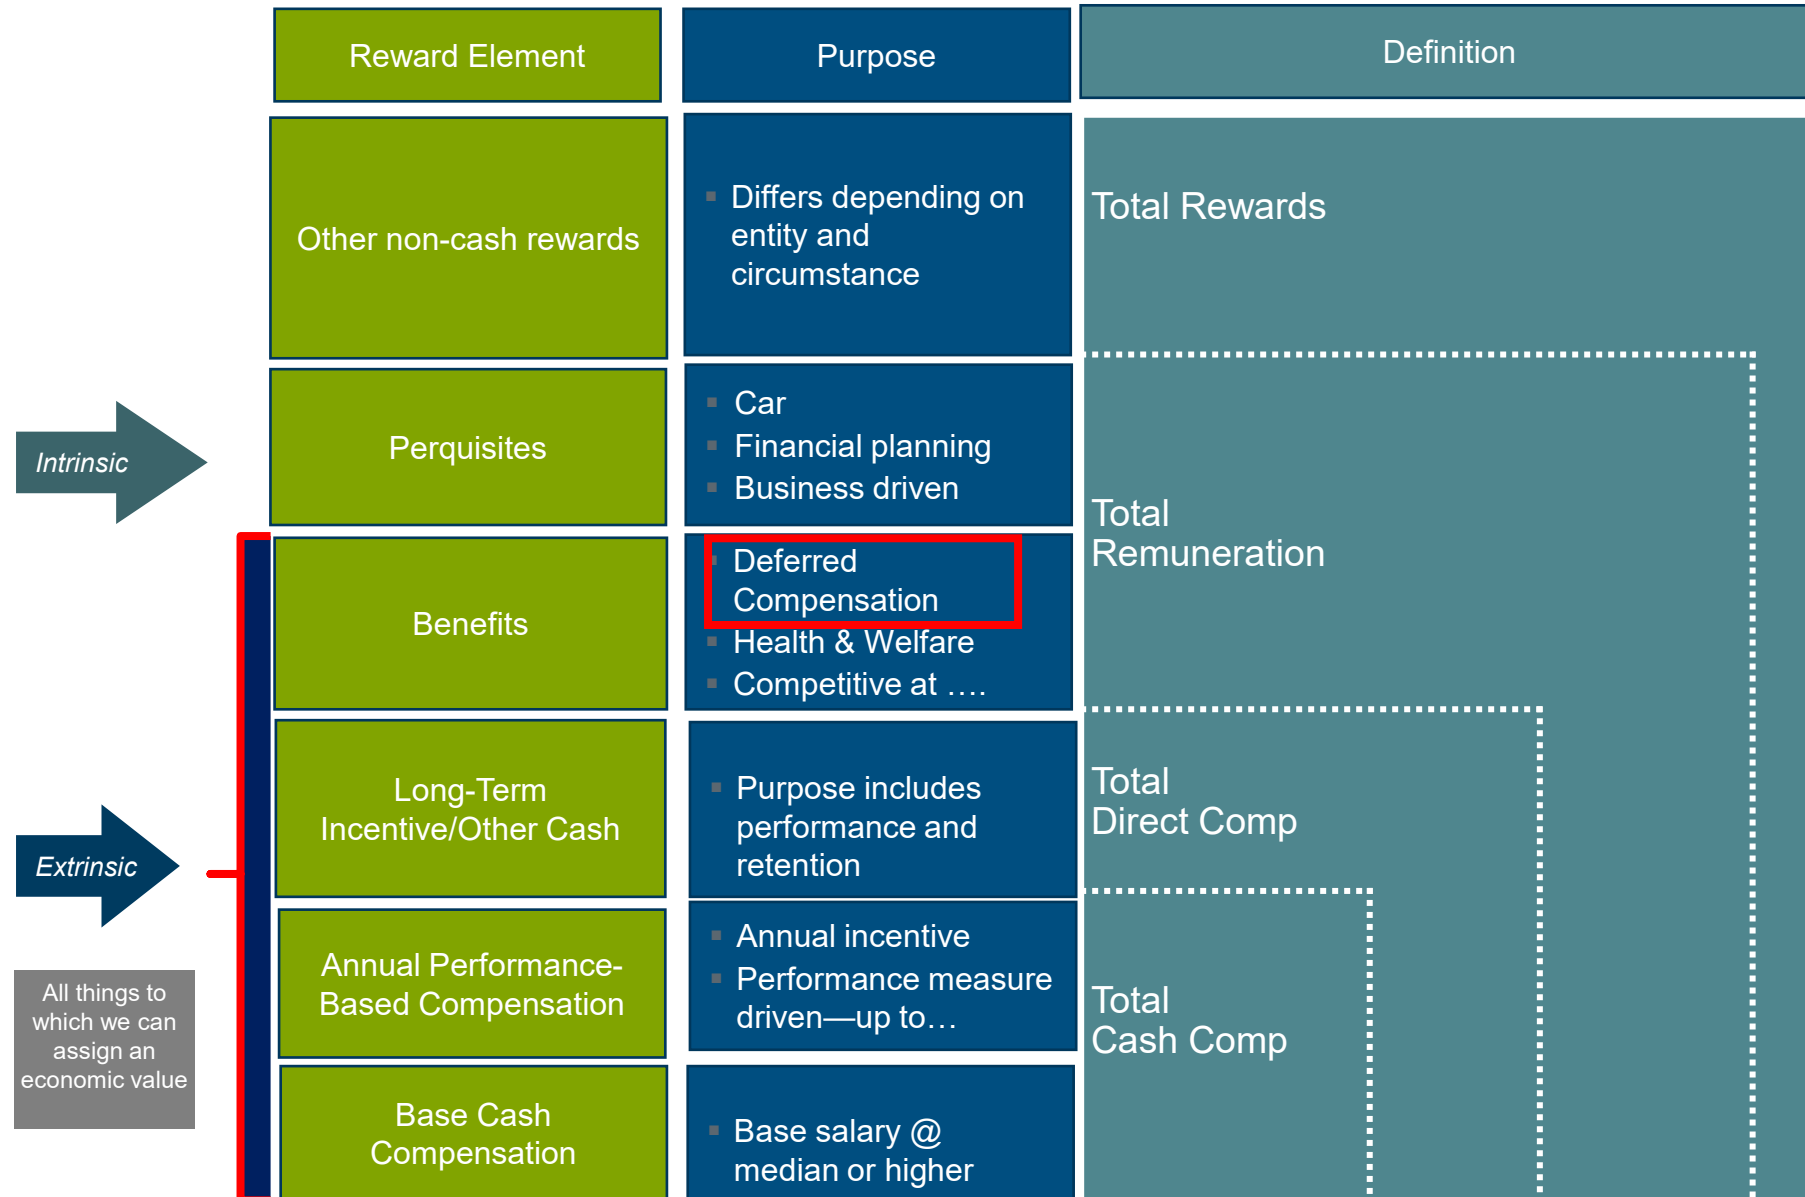 Reward Element
Purpose
Definition
Other non-cash rewards
Differs depending on
entity and
circumstance
Total Rewards
Intrinsic
Perquisites
Car
Financial planning
Business driven
Total
Remuneration
Benefits
Deferred
Compensation
Health & Welfare
Competitive at ….
Extrinsic
Long-Term
Incentive/Other Cash
Purpose includes
performance and
retention
Total
Direct Comp
All things to
which we can
assign an
economic value
Annual Performance-
Based Compensation
Annual incentive
Performance measure
driven—up to…
Total
Cash Comp
Base Cash
Compensation
Base salary @
median or higher